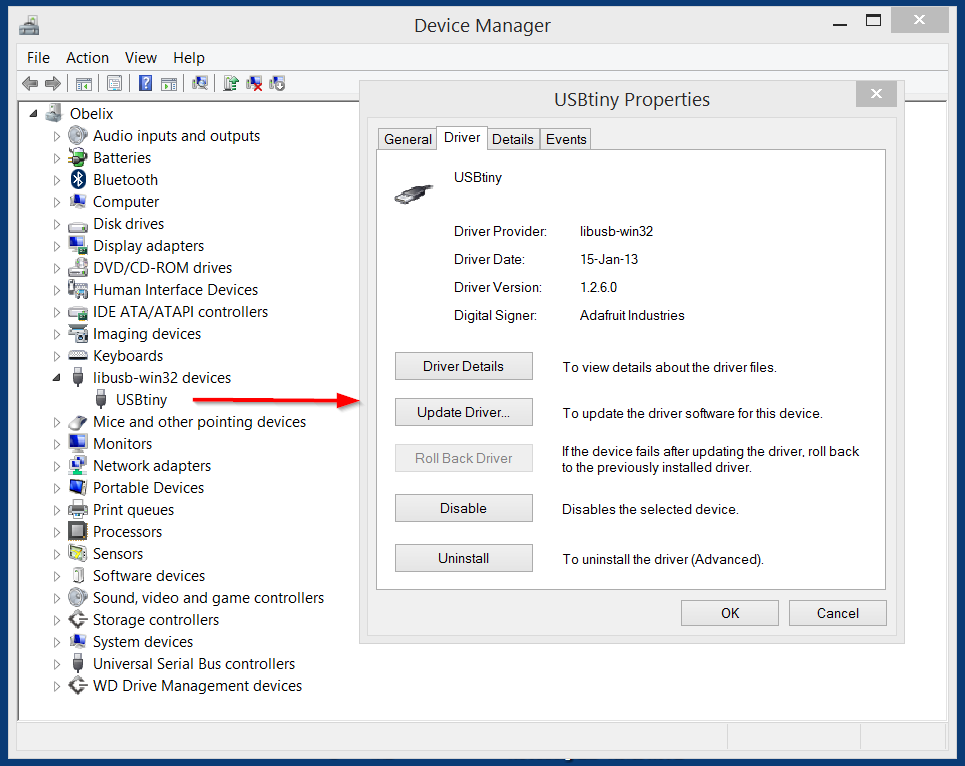 Device Manager
File Action View Help
Obelix
Audio inputs and outputs
Batteries
Bluetooth
Computer
Disk drives
Display adapters
DVD/CD-ROM drives
Human Interface Devices
IDE ATA/ATAPI controllers
Imaging devices
Keyboards
libusb-win32 devices
USBtiny
Mice and other pointing devices
Monitors
Network adapters
Portable Devices
Print queues
Processors
Sensors
Software devices
Sound, video and game controllers
Storage controllers
System devices
Universal Serial Bus controllers
WD Drive Management devices
USBtiny Properties
General Driver Details Events
USBtiny
Driver Provider: libusb-win32
Driver Date: 15-Jan-13
Driver Version: 1.2.6.0
Digital Signer: Adafruit Industries
Driver Details To view details about the driver files.
Update Driver... To update the driver software for this device.
Roll Back Driver If the device fails after updating the driver, roll back
to the previously installed driver.
Disable Disables the selected device.
Uninstall To uninstall the driver (Advanced).
OK Cancel